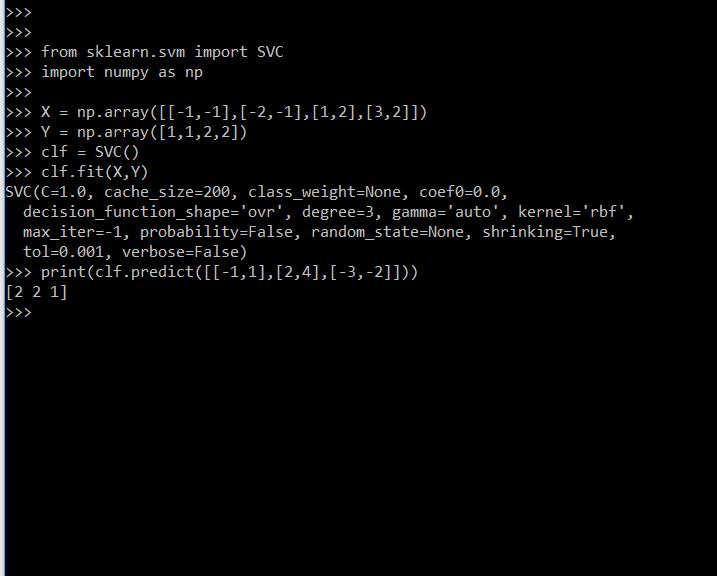 >>>
>>>
>>> from sklearn.svm import SVC
>>> import numpy as np
>>>
>>> X = np.array([[-1,-1],[-2,-1],[1,2],[3,2]])
>>> Y = np.array([1,1,2,2])
>>> clf = SVC()
>>> clf.fit(X,Y)
SVC(C=1.0, cache_size=200, class_weight=None, coef0=0.0,
  decision_function_shape='ovr', degree=3, gamma='auto', kernel='rbf',
  max_iter=-1, probability=False, random_state=None, shrinking=True,
  tol=0.001, verbose=False)
>>> print(clf.predict([[-1,1],[2,4],[-3,-2]]))
[2 2 1]
>>>